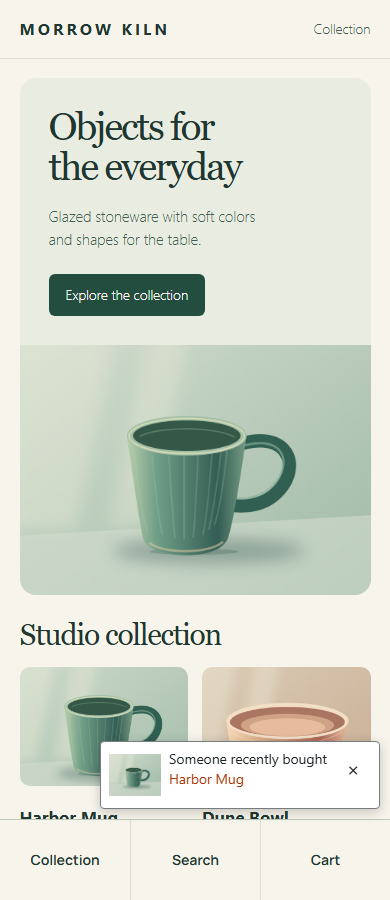 MORROW KILN
Collection
Objects for
the everyday
Glazed stoneware with soft colors
and shapes for the table.
Explore the collection
Studio collection
Someone recently bought
Harbor Mug
×
Harbor Mug
Dune Bowl
Collection
Search
Cart